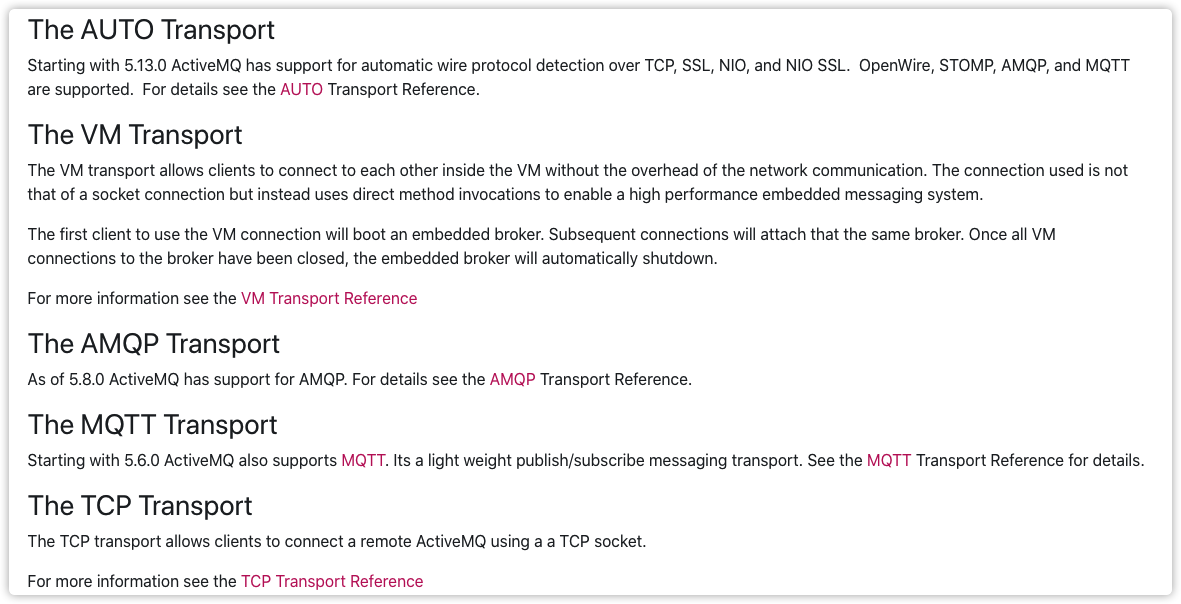 The AUTO Transport
Starting with 5.13.0 ActiveMQ has support for automatic wire protocol detection over TCP, SSL, NIO, and NIO SSL.  OpenWire, STOMP, AMQP, and MQTT
are supported.  For details see the AUTO Transport Reference.
The VM Transport
The VM transport allows clients to connect to each other inside the VM without the overhead of the network communication. The connection used is not
that of a socket connection but instead uses direct method invocations to enable a high performance embedded messaging system.
The first client to use the VM connection will boot an embedded broker. Subsequent connections will attach that the same broker. Once all VM
connections to the broker have been closed, the embedded broker will automatically shutdown.
For more information see the VM Transport Reference
The AMQP Transport
As of 5.8.0 ActiveMQ has support for AMQP. For details see the AMQP Transport Reference.
The MQTT Transport
Starting with 5.6.0 ActiveMQ also supports MQTT. Its a light weight publish/subscribe messaging transport. See the MQTT Transport Reference for details.
The TCP Transport
The TCP transport allows clients to connect a remote ActiveMQ using a a TCP socket.
For more information see the TCP Transport Reference